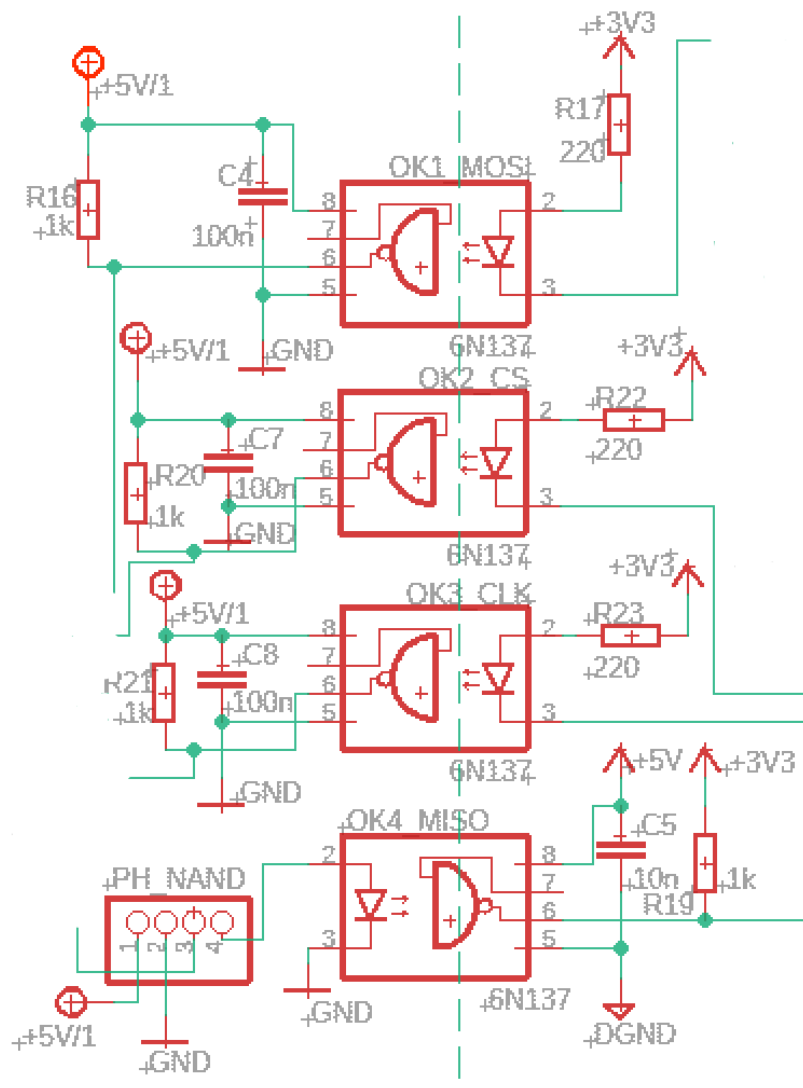 +3V3
+5V/1
R17
220
OK1_MOSI
C4
R16
1k
100n
8
7
6
5
2
3
+5V/1
GND
6N137
+3V3
OK2_CS
R22
220
8
7
6
5
2
3
C7
R20
100n
1k
GND
6N137
+3V3
OK3_CLK
R23
220
+5V/1
8
7
6
5
2
3
C8
R21
100n
1k
GND
6N137
+5V
+3V3
OK4_MISO
C5
10n
R19
1k
2
3
8
7
6
5
PH_NAND
1
2
3
4
GND
6N137
DGND
+5V/1
GND